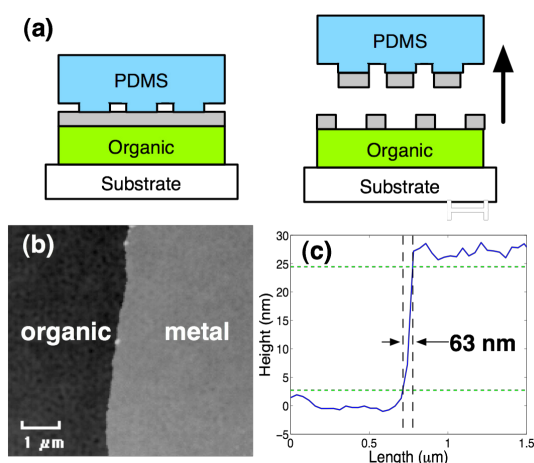 (a)
PDMS
Organic
Substrate
PDMS
Organic
Substrate
(b)
organic
metal
1 μm
(c)
Height (nm)
30
25
20
15
10
5
0
-5
63 nm
0 0.5 1 1.5
Length (μm)